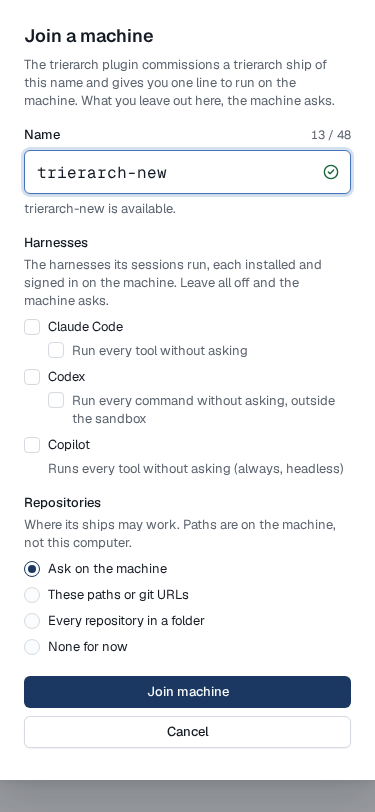 Join a machine
The trierarch plugin commissions a trierarch ship of
this name and gives you one line to run on the
machine. What you leave out here, the machine asks.
Name 13 / 48
trierarch-new
trierarch-new is available.
Harnesses
The harnesses its sessions run, each installed and
signed in on the machine. Leave all off and the
machine asks.
Claude Code
Run every tool without asking
Codex
Run every command without asking, outside
the sandbox
Copilot
Runs every tool without asking (always, headless)
Repositories
Where its ships may work. Paths are on the machine,
not this computer.
Ask on the machine
These paths or git URLs
Every repository in a folder
None for now
Join machine
Cancel